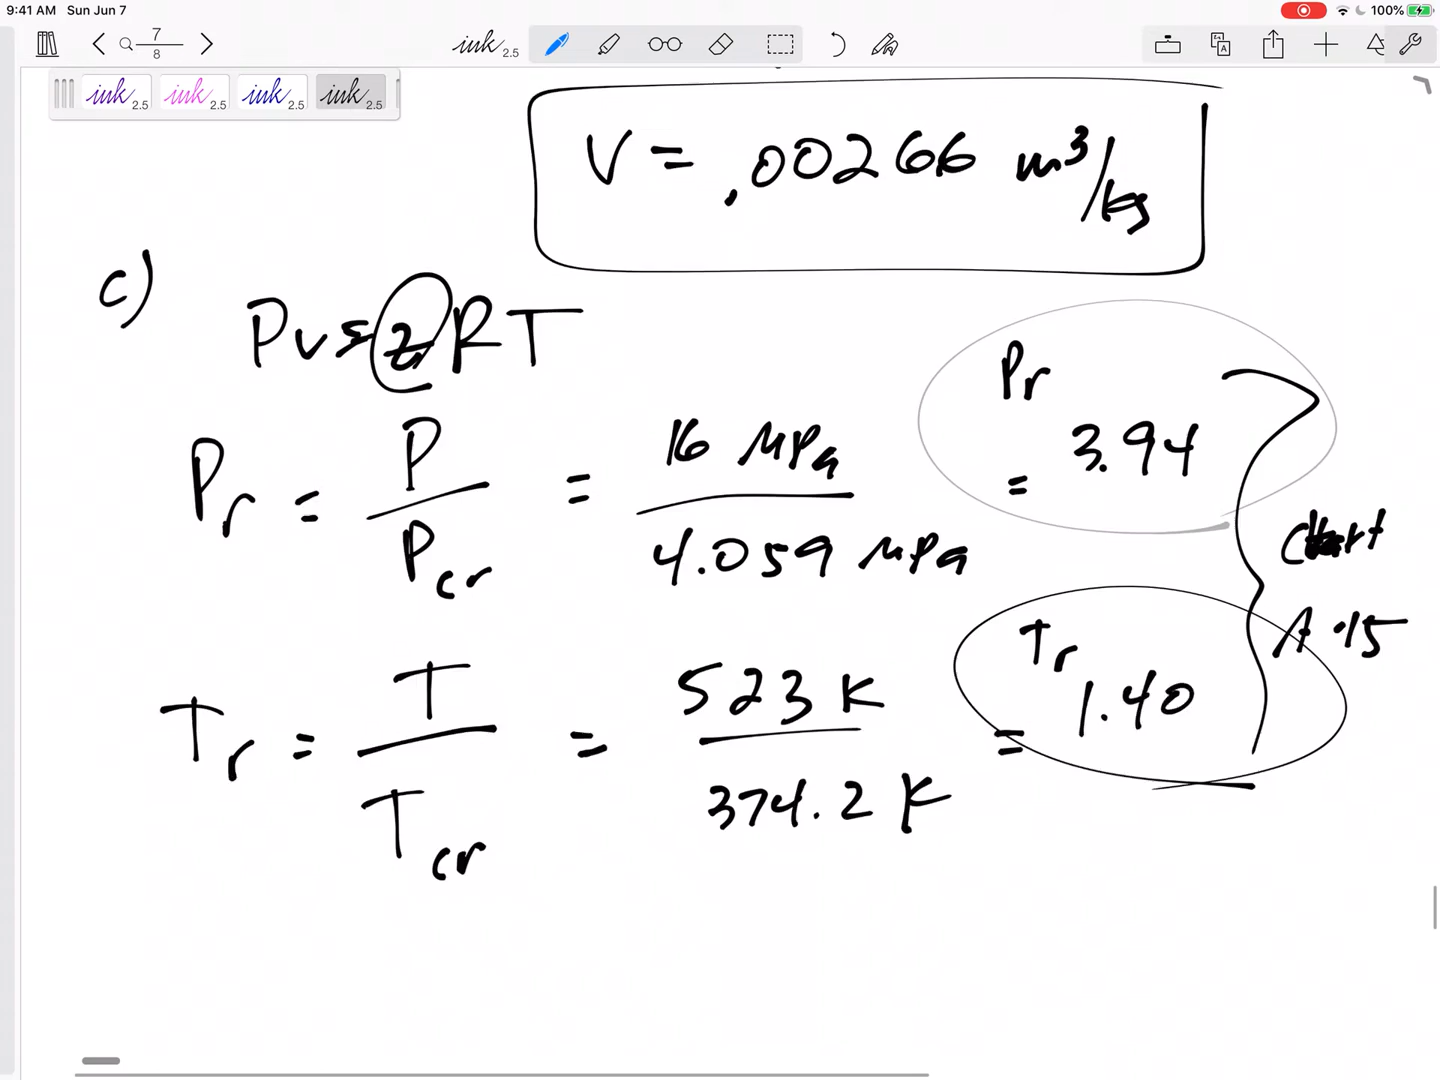 9:41 AM Sun Jun 7
100%
7
8
ink 2.5
ink 2.5 ink 2.5 ink 2.5 ink 2.5
V = .00266 m³/kg
c)
Pv = zRT
Pr = P / Pcr = 16 MPa / 4.059 MPa = Pr 3.94
Chart
A.15
Tr = T / Tcr = 523 K / 374.2 K = Tr 1.40